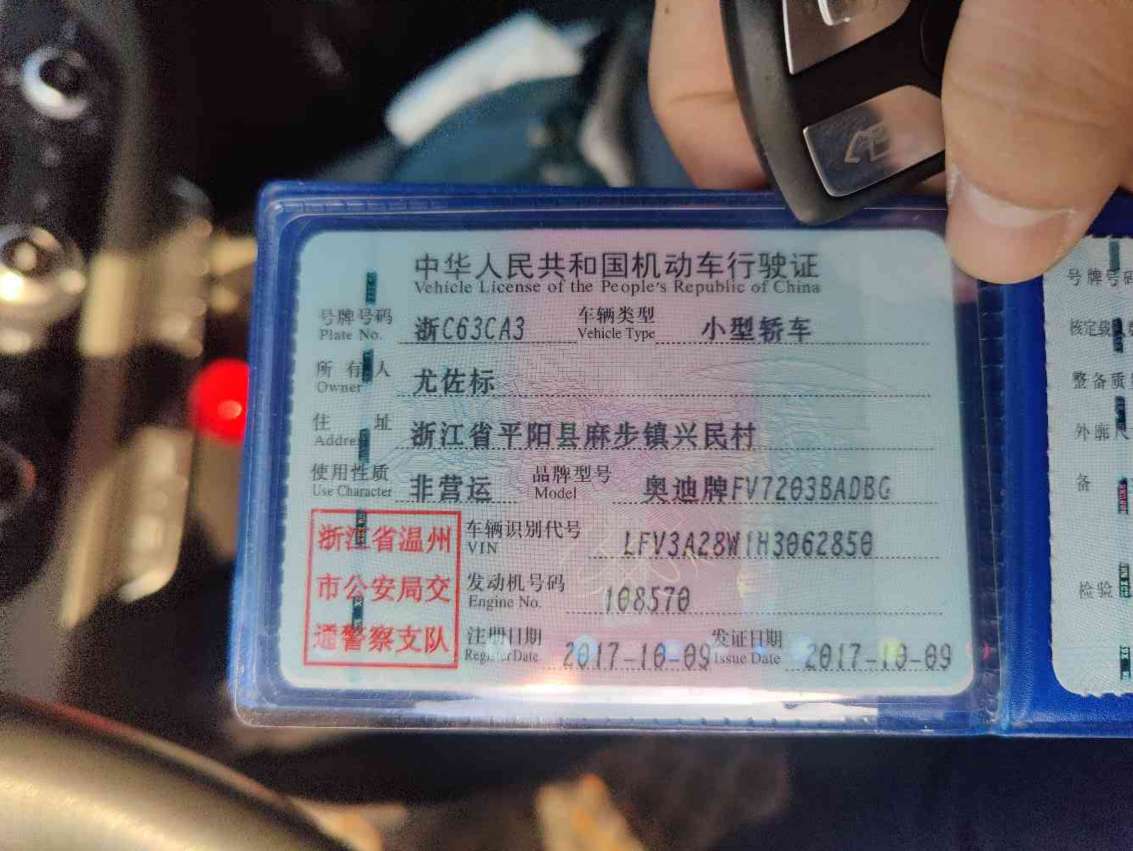 中华人民共和国机动车行驶证
Vehicle License of the People's Republic of China
号牌号码 浙C63CA3 车辆类型 小型轿车
Plate No. Vehicle Type
所有人 尤佐标
Owner
住址 浙江省平阳县麻步镇兴民村
Address
使用性质 非营运 品牌型号 奥迪牌FV7203BADBG
Use Character Model
浙江省温州
市公安局交
通警察支队
车辆识别代号 LFV3A28W1H3062850
VIN
发动机号码 108570
Engine No.
注册日期 2017-10-09 发证日期 2017-10-09
Register Date Issue Date
号牌号码
核定载
整备质
外廓
备
检验